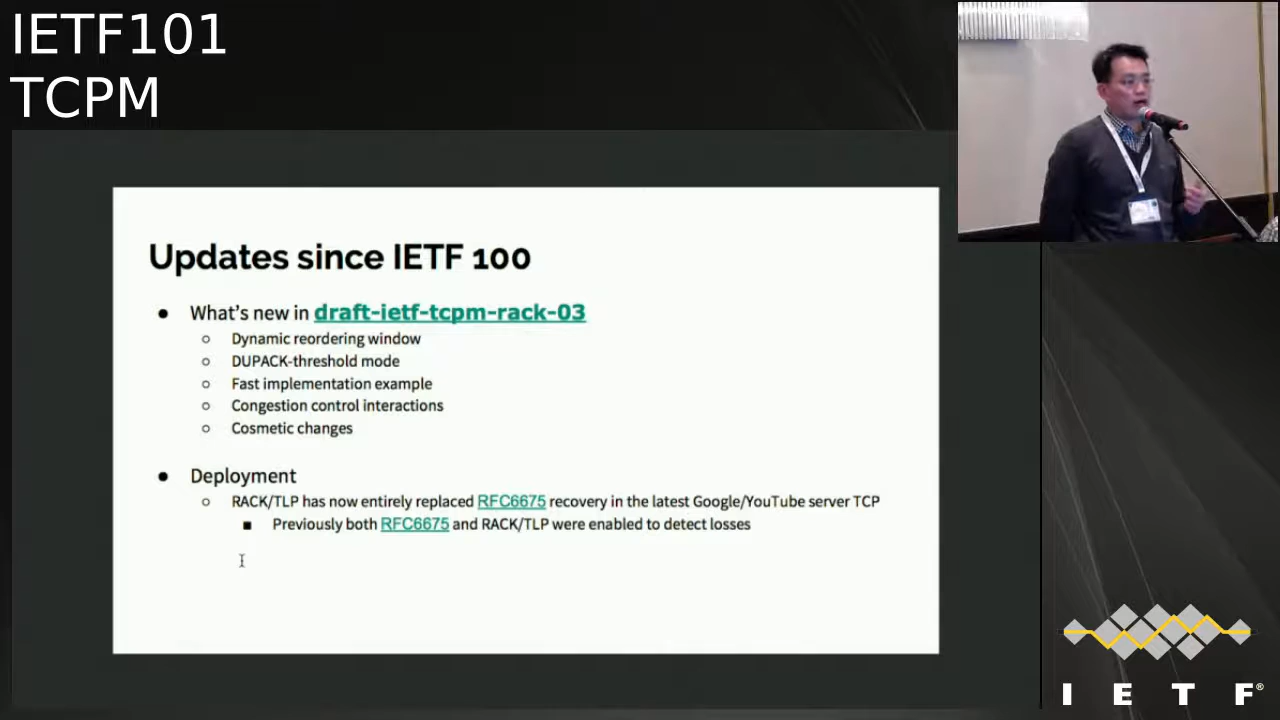 IETF101
TCPM
Updates since IETF 100
● What's new in draft-ietf-tcpm-rack-03
○ Dynamic reordering window
○ DUPACK-threshold mode
○ Fast implementation example
○ Congestion control interactions
○ Cosmetic changes
● Deployment
○ RACK/TLP has now entirely replaced RFC6675 recovery in the latest Google/YouTube server TCP
■ Previously both RFC6675 and RACK/TLP were enabled to detect losses
I E T F®